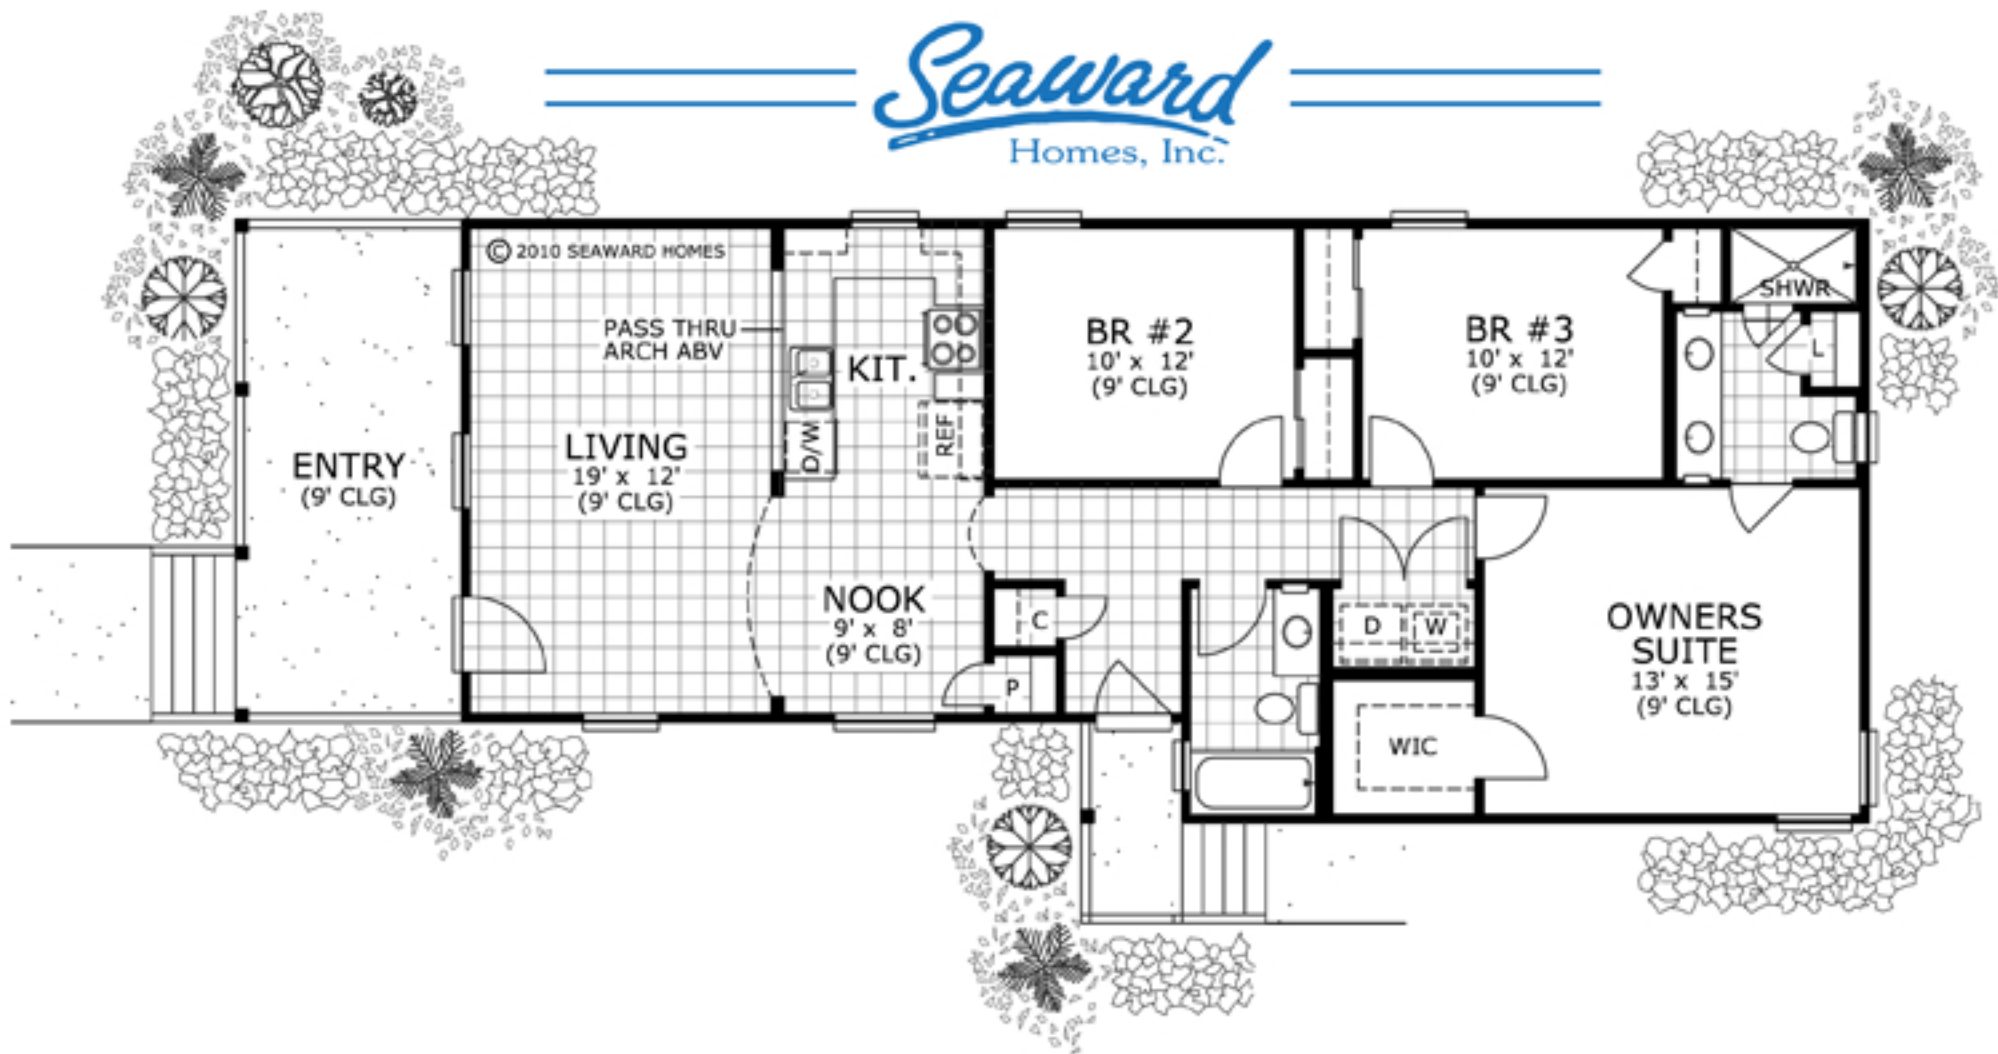 Seaward
Homes, Inc.
© 2010 SEAWARD HOMES
PASS THRU
ARCH ABV
KIT.
D/W
REF
LIVING
19' x 12'
(9' CLG)
ENTRY
(9' CLG)
NOOK
9' x 8'
(9' CLG)
C
P
BR #2
10' x 12'
(9' CLG)
BR #3
10' x 12'
(9' CLG)
SHWR
L
D
W
WIC
OWNERS
SUITE
13' x 15'
(9' CLG)